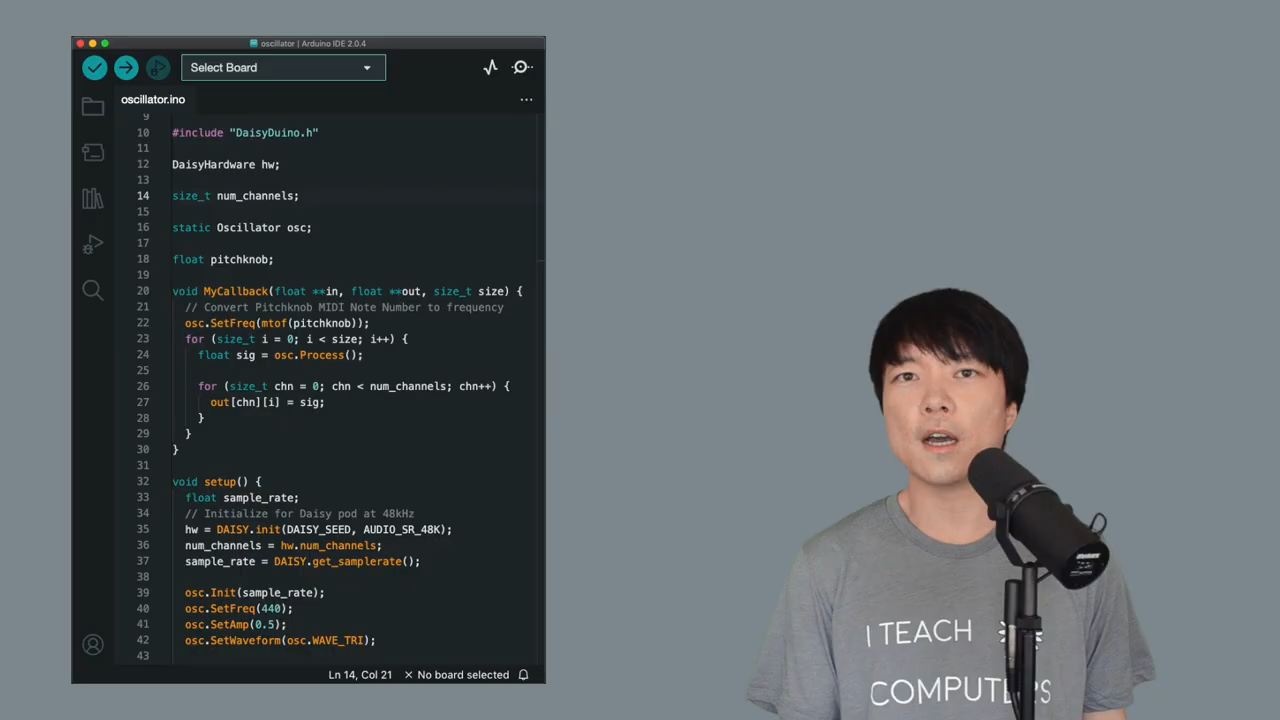 oscillator | Arduino IDE 2.0.4
Select Board
oscillator.ino
9
10 #include "DaisyDuino.h"
11
12 DaisyHardware hw;
13
14 size_t num_channels;
15
16 static Oscillator osc;
17
18 float pitchknob;
19
20 void MyCallback(float **in, float **out, size_t size) {
21 // Convert Pitchknob MIDI Note Number to frequency
22 osc.SetFreq(mtof(pitchknob));
23 for (size_t i = 0; i < size; i++) {
24 float sig = osc.Process();
25
26 for (size_t chn = 0; chn < num_channels; chn++) {
27 out[chn][i] = sig;
28 }
29 }
30 }
31
32 void setup() {
33 float sample_rate;
34 // Initialize for Daisy pod at 48kHz
35 hw = DAISY.init(DAISY_SEED, AUDIO_SR_48K);
36 num_channels = hw.num_channels;
37 sample_rate = DAISY.get_samplerate();
38
39 osc.Init(sample_rate);
40 osc.SetFreq(440);
41 osc.SetAmp(0.5);
42 osc.SetWaveform(osc.WAVE_TRI);
43
Ln 14, Col 21 × No board selected
I TEACH
COMPUTERS